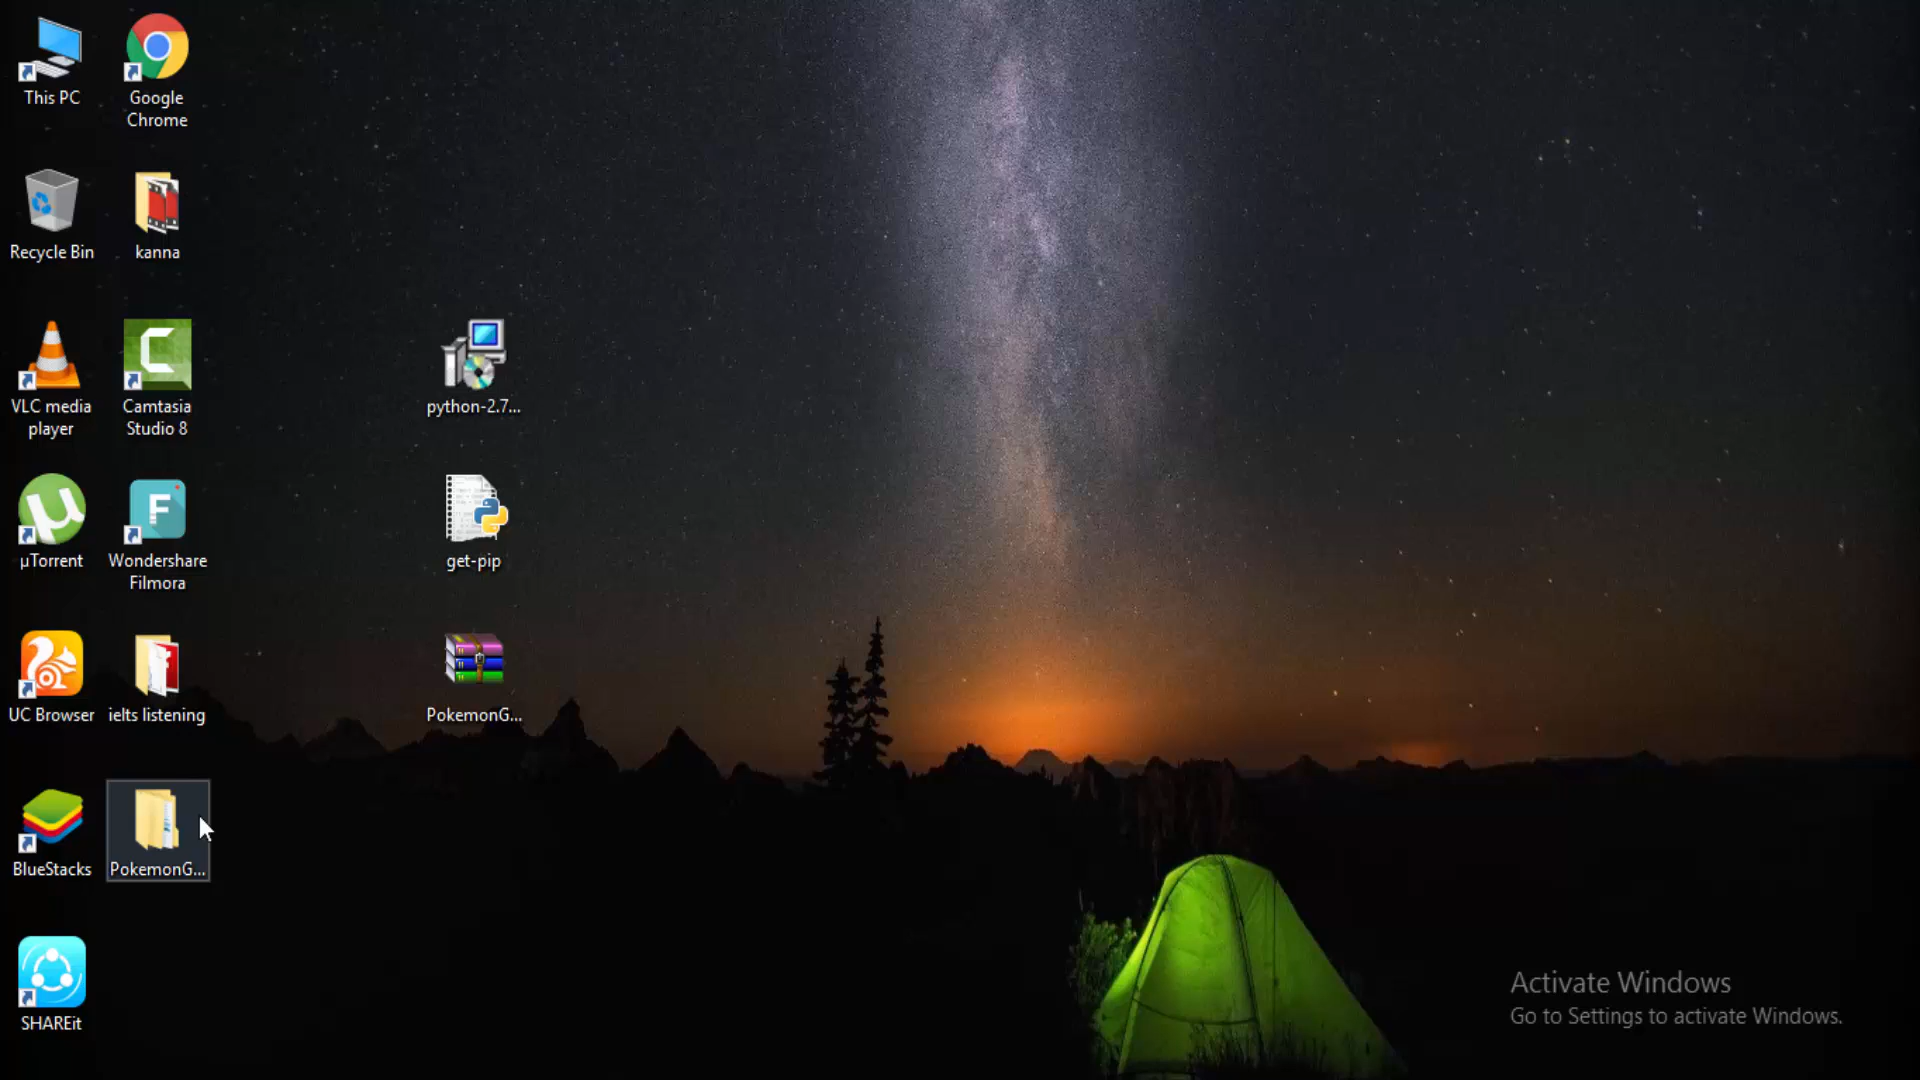 This PC
Google
Chrome
Recycle Bin
kanna
VLC media
player
Camtasia
Studio 8
python-2.7...
µTorrent
Wondershare
Filmora
get-pip
UC Browser
ielts listening
PokemonG...
BlueStacks
PokemonG...
SHAREit
Activate Windows
Go to Settings to activate Windows.